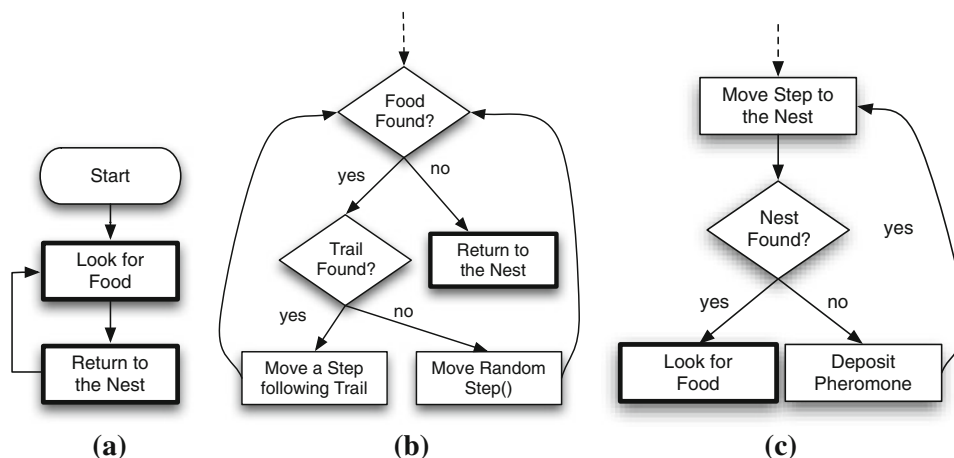 Start
Look for
Food
Return to
the Nest
(a)
Food
Found?
yes
no
Trail
Found?
Return to
the Nest
yes
no
Move a Step
following Trail
Move Random
Step()
(b)
Move Step to
the Nest
Nest
Found?
yes
yes
no
Look for
Food
Deposit
Pheromone
(c)